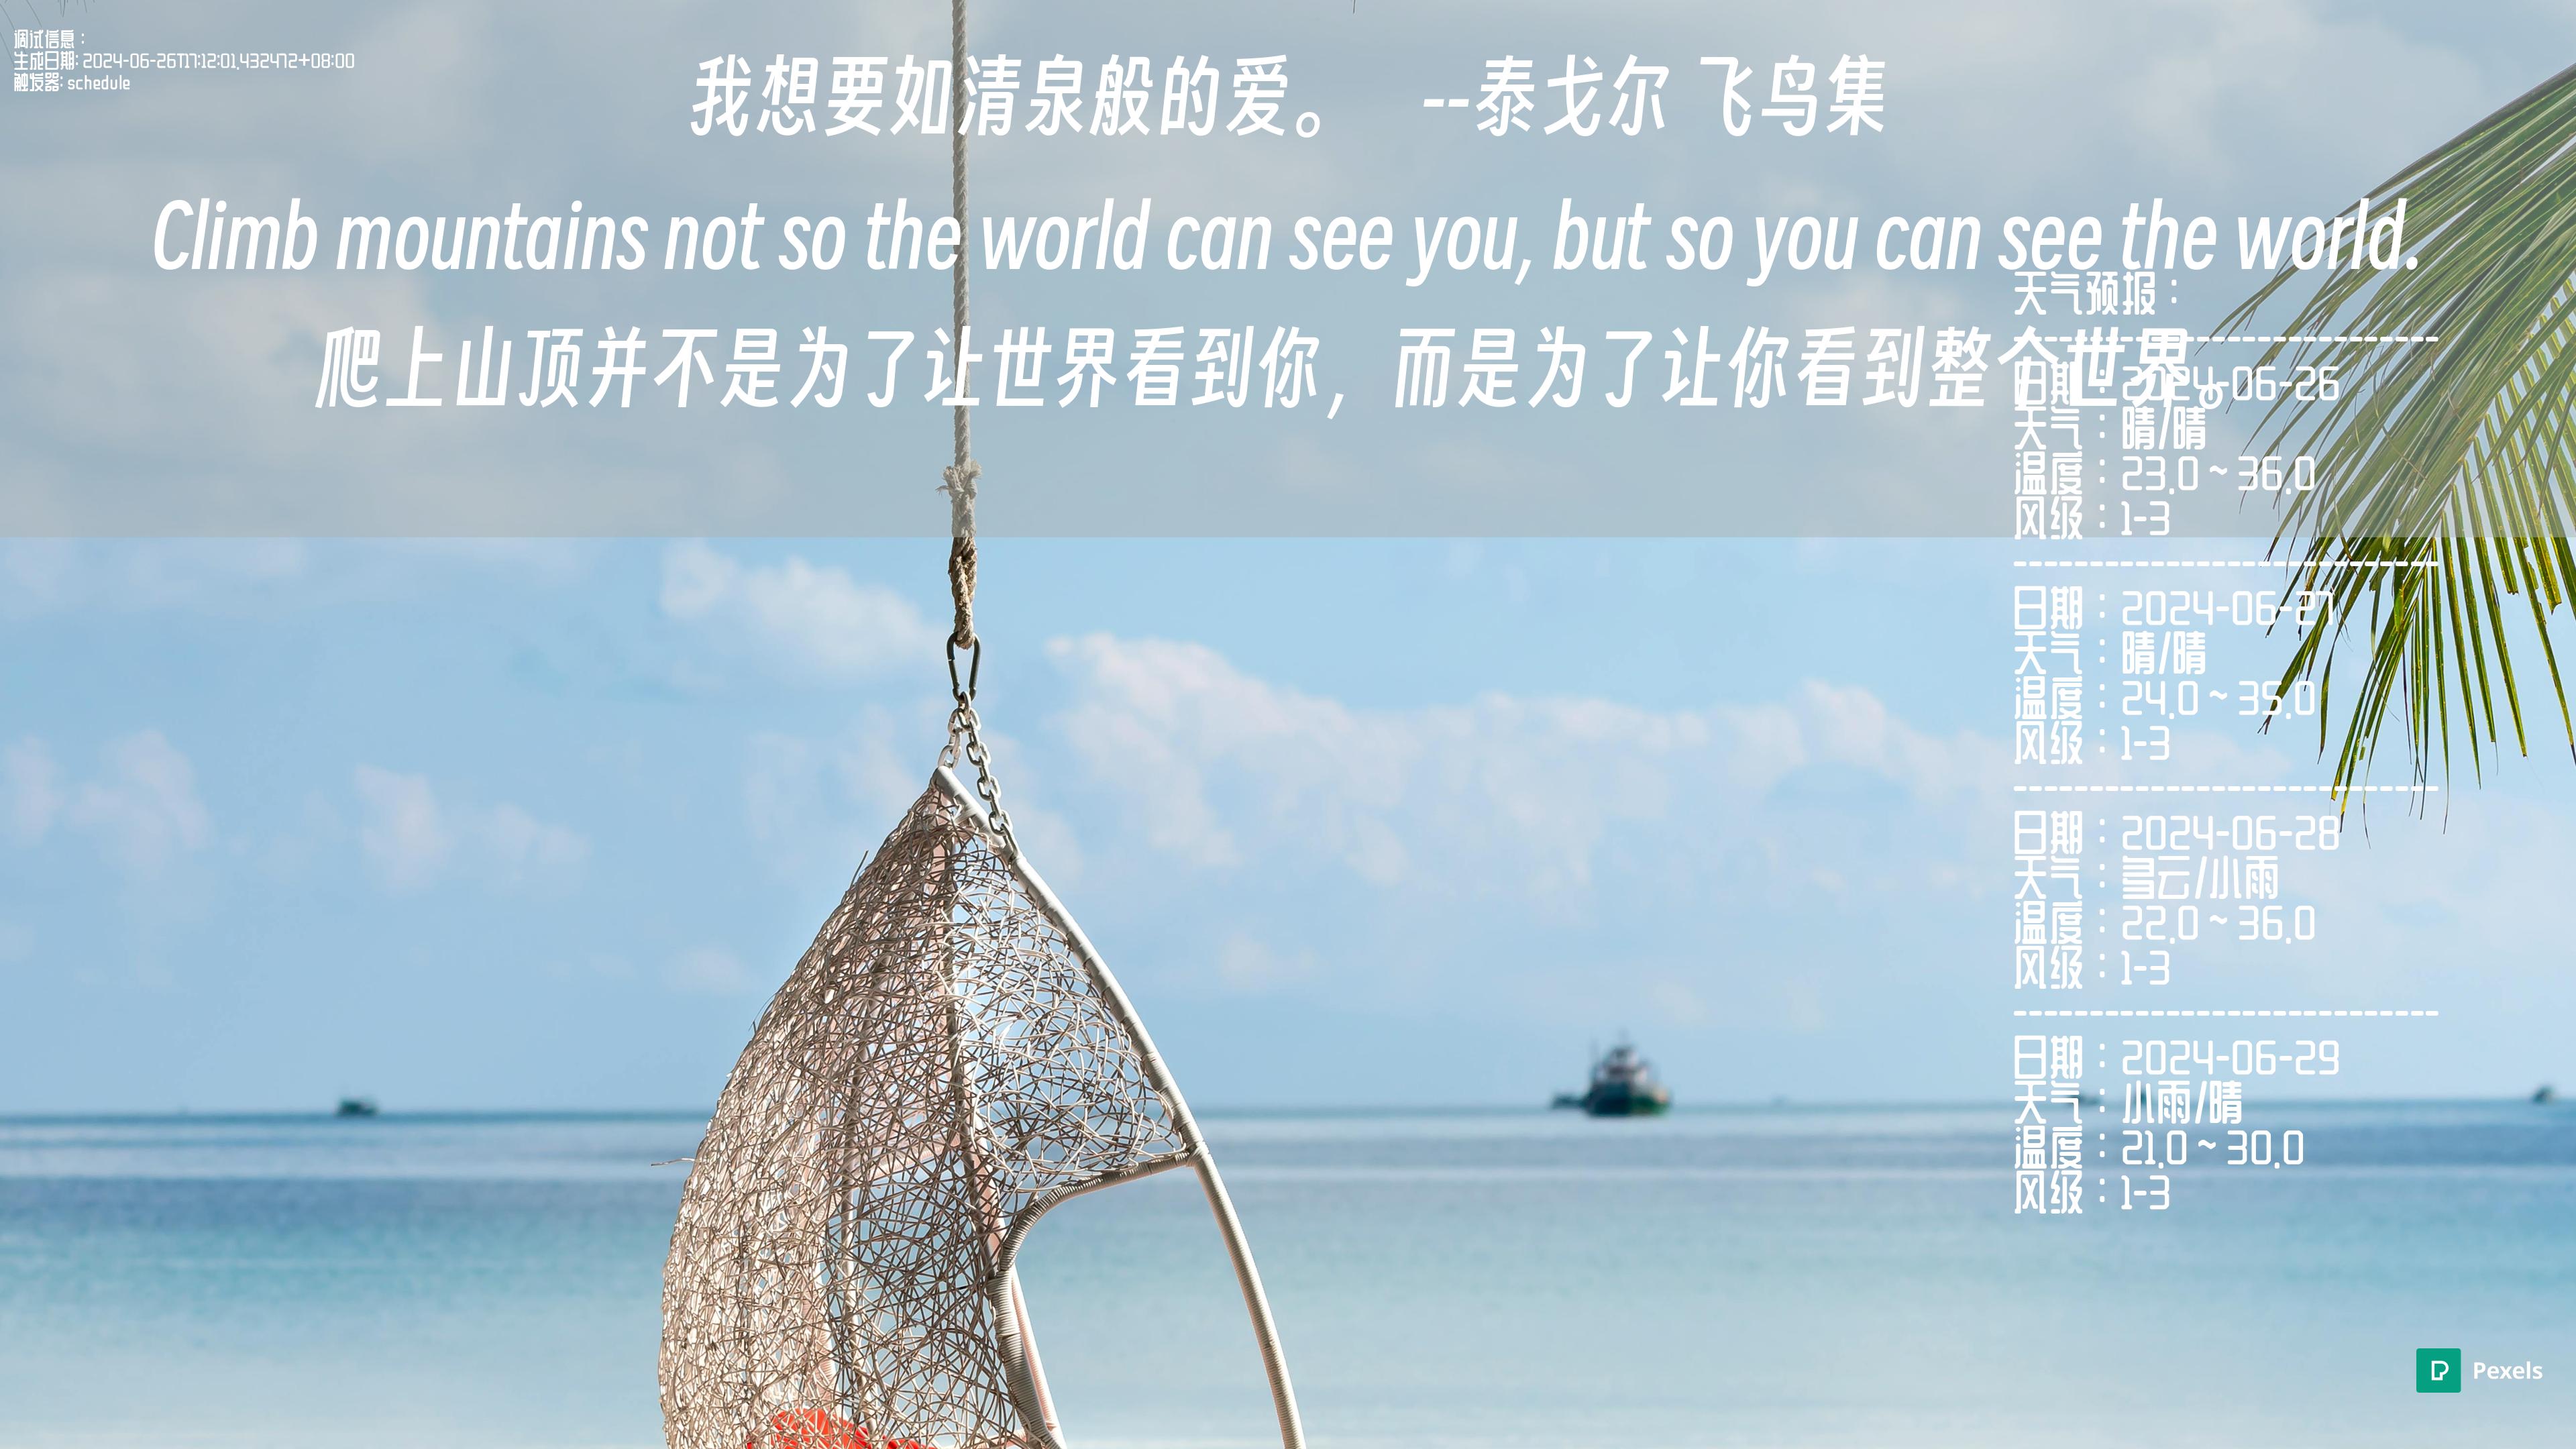 调试信息：
生成日期: 2024-06-26T17:12:01.432472+08:00
触发器: schedule
我想要如清泉般的爱。 --泰戈尔 飞鸟集
Climb mountains not so the world can see you, but so you can see the world.
爬上山顶并不是为了让世界看到你，而是为了让你看到整个世界。
天气预报：
----------------------------
日期：2024-06-26
天气：晴/晴
温度：23.0 ~ 36.0
风级：1-3
----------------------------
日期：2024-06-27
天气：晴/晴
温度：24.0 ~ 35.0
风级：1-3
----------------------------
日期：2024-06-28
天气：多云/小雨
温度：22.0 ~ 36.0
风级：1-3
----------------------------
日期：2024-06-29
天气：小雨/晴
温度：21.0 ~ 30.0
风级：1-3
Pexels